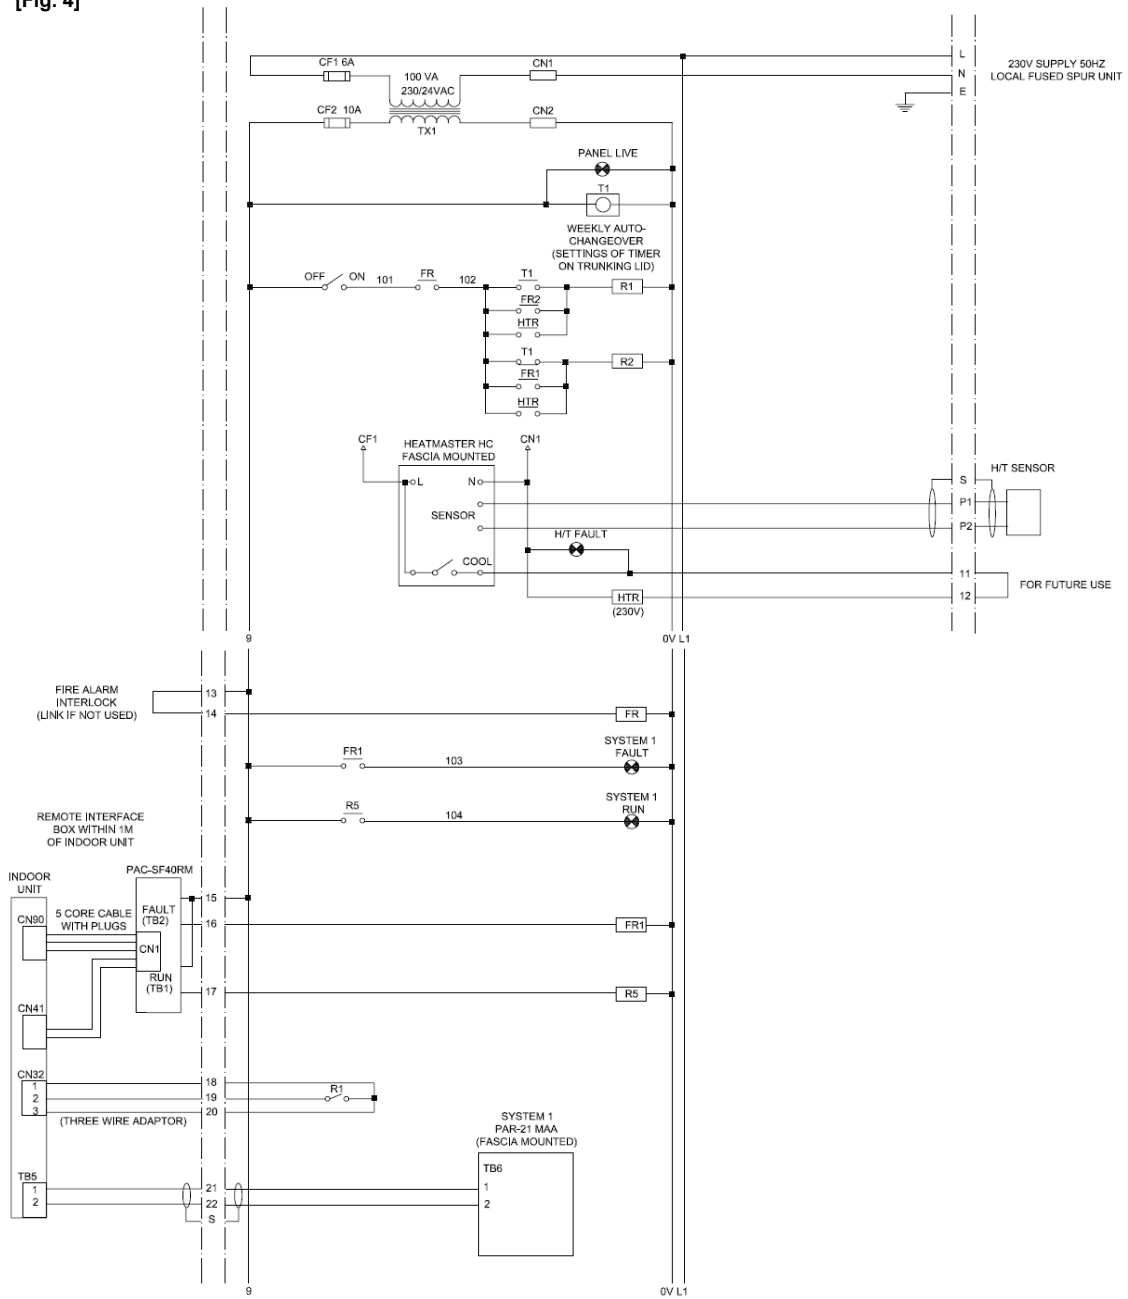 [Fig. 4]
CF1 6A
100 VA
230/24VAC
CN1
L
N
E
230V SUPPLY 50HZ
LOCAL FUSED SPUR UNIT
CF2 10A
TX1
CN2
PANEL LIVE
T1
WEEKLY AUTO-
CHANGEOVER
(SETTINGS OF TIMER
ON TRUNKING LID)
OFF
ON
101
FR
102
T1
R1
FR2
HTR
T1
R2
FR1
HTR
CF1
HEATMASTER HC
FASCIA MOUNTED
CN1
L
N
SENSOR
COOL
H/T FAULT
HTR
(230V)
S
P1
P2
H/T SENSOR
11
12
FOR FUTURE USE
9
0V L1
FIRE ALARM
INTERLOCK
(LINK IF NOT USED)
13
14
FR
FR1
103
SYSTEM 1
FAULT
R5
104
SYSTEM 1
RUN
REMOTE INTERFACE
BOX WITHIN 1M
OF INDOOR UNIT
PAC-SF40RM
INDOOR
UNIT
CN90
5 CORE CABLE
WITH PLUGS
FAULT
(TB2)
CN1
RUN
(TB1)
15
16
FR1
17
R5
CN41
CN32
1
2
3
(THREE WIRE ADAPTOR)
18
19
20
R1
SYSTEM 1
PAR-21 MAA
(FASCIA MOUNTED)
TB6
1
2
TB5
1
2
21
22
S
9
0V L1